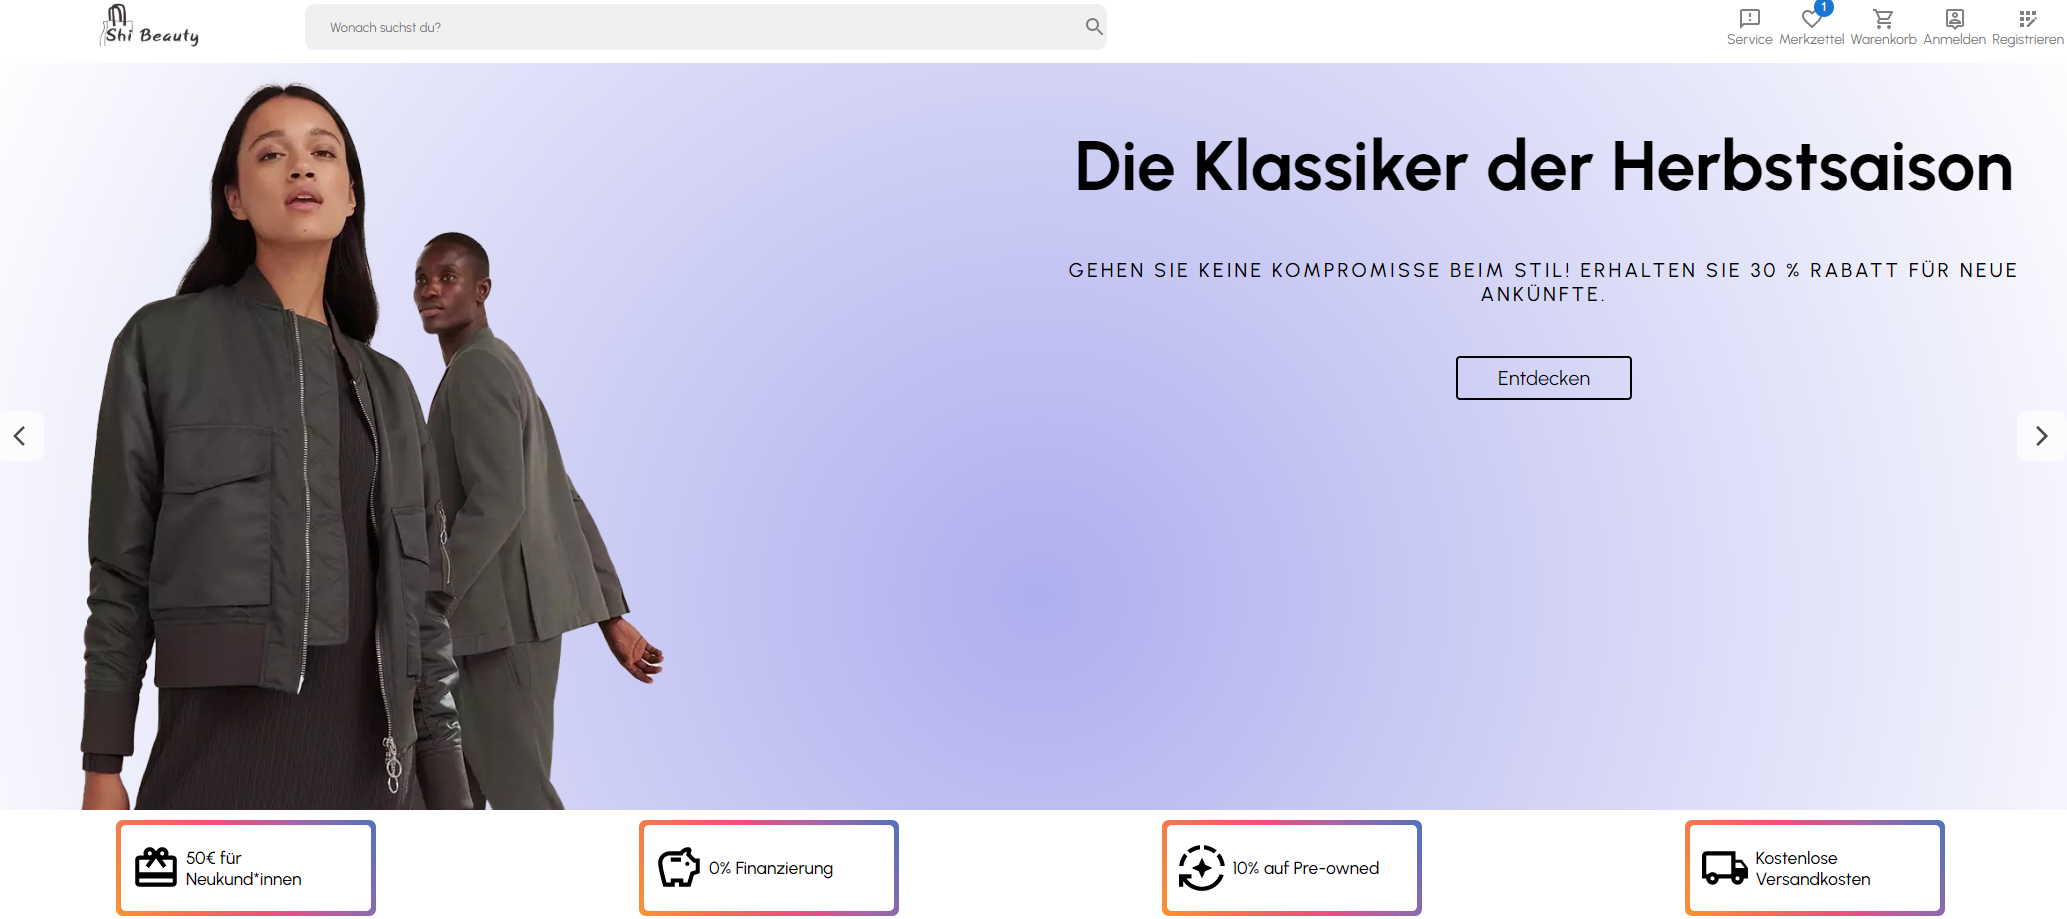 Shi Beauty
Wonach suchst du?
1
Service Merkzettel Warenkorb Anmelden Registrieren
Die Klassiker der Herbstsaison
GEHEN SIE KEINE KOMPROMISSE BEIM STIL! ERHALTEN SIE 30 % RABATT FÜR NEUE
ANKÜNFTE.
Entdecken
50€ für
Neukund*innen
0% Finanzierung
10% auf Pre-owned
Kostenlose
Versandkosten